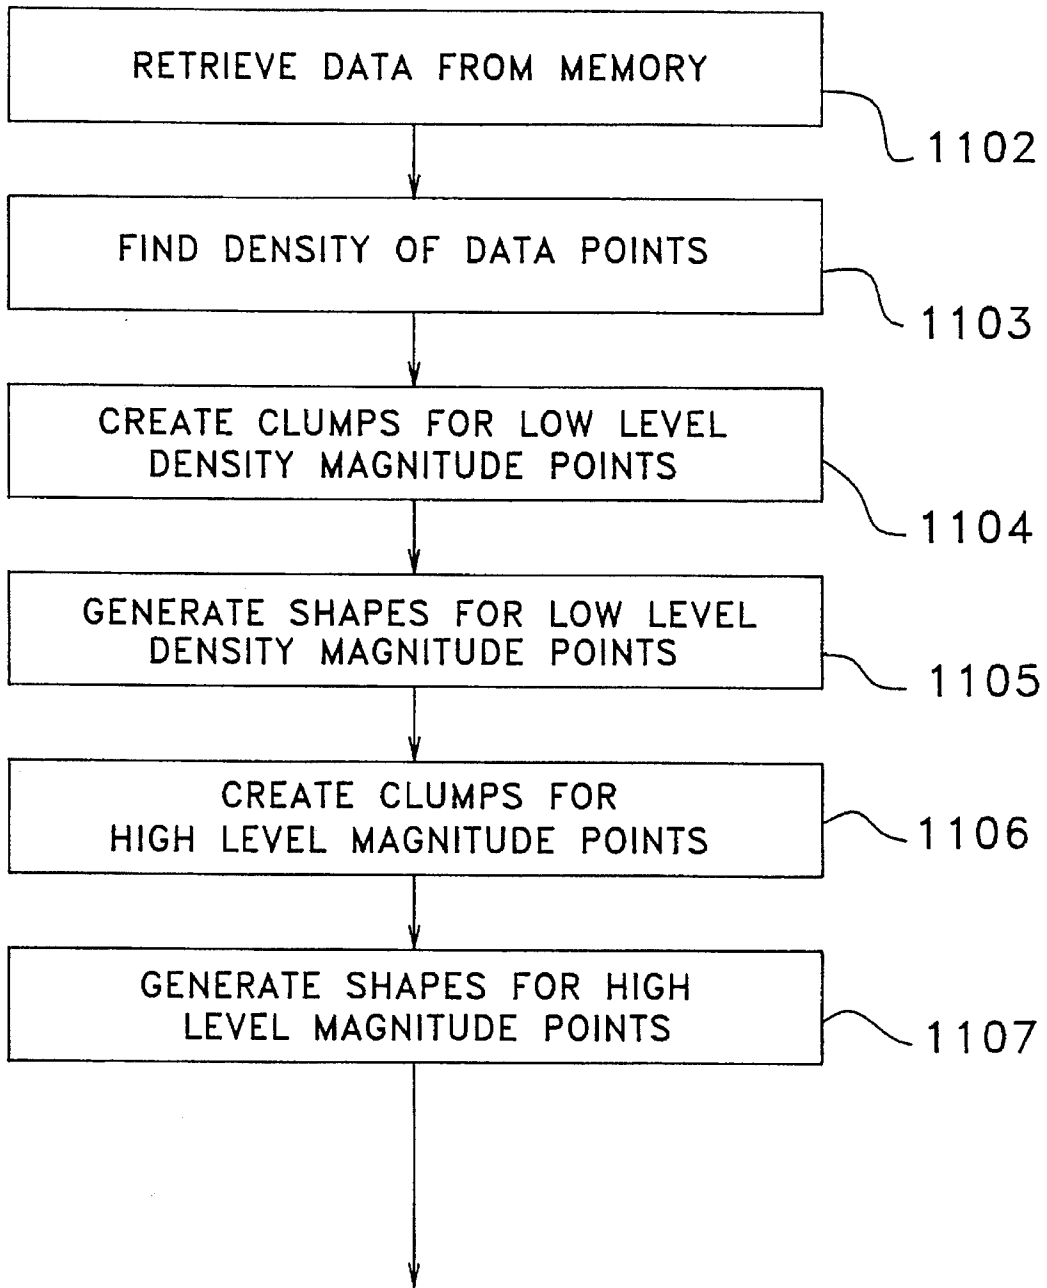 RETRIEVE DATA FROM MEMORY
1102
FIND DENSITY OF DATA POINTS
1103
CREATE CLUMPS FOR LOW LEVEL
DENSITY MAGNITUDE POINTS
1104
GENERATE SHAPES FOR LOW LEVEL
DENSITY MAGNITUDE POINTS
1105
CREATE CLUMPS FOR
HIGH LEVEL MAGNITUDE POINTS
1106
GENERATE SHAPES FOR HIGH
LEVEL MAGNITUDE POINTS
1107